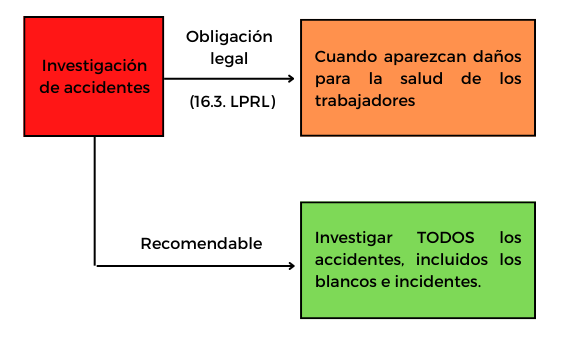 Investigación
de accidentes
Obligación
legal
(16.3. LPRL)
Cuando aparezcan daños
para la salud de los
trabajadores
Recomendable
Investigar TODOS los
accidentes, incluidos los
blancos e incidentes.